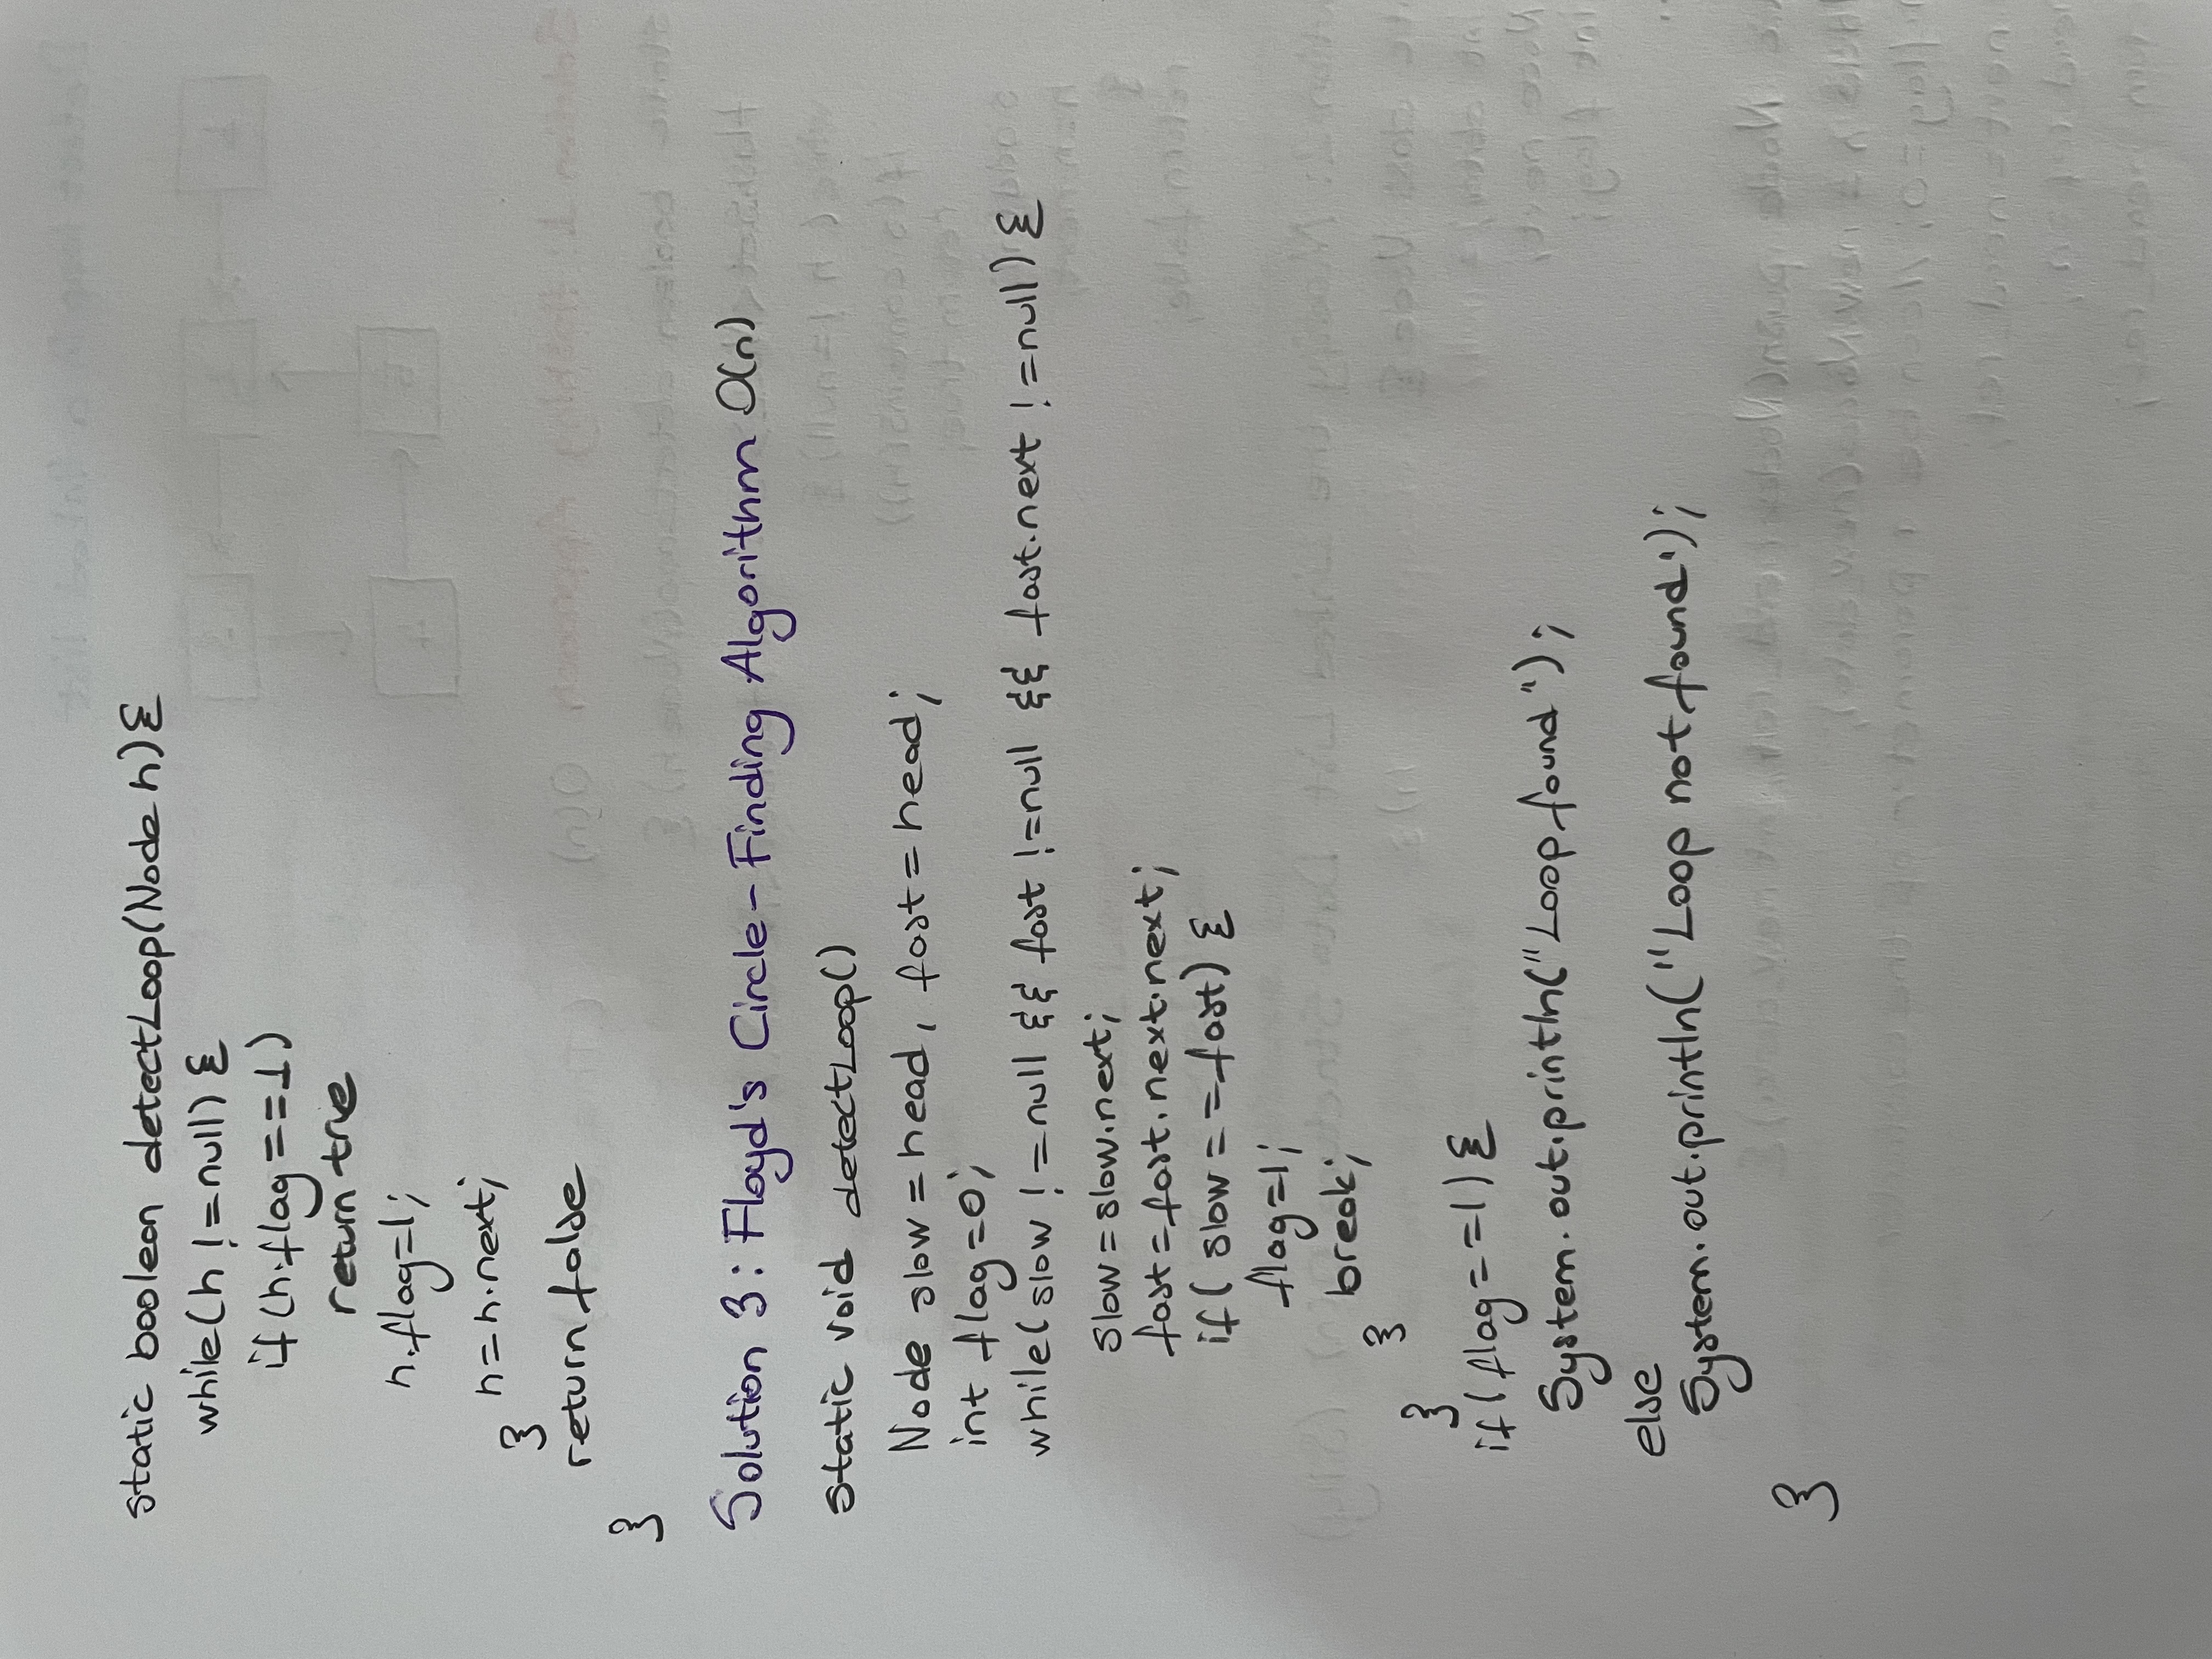 static boolean detectLoop(Node h){
while(h != null) {
if (h.flag == 1)
return true
h.flag=1;
h=h.next;
}
return false
}
Solution 3: Floyd's Circle-Finding Algorithm O(n)
static void detectLoop()
Node slow = head, fast = head;
int flag=0;
while(slow != null && fast != null && fast.next != null) {
slow = slow.next;
fast = fast.next.next;
if( slow == fast) {
flag=1;
break;
}
}
if(flag==1) {
System.out.println("Loop found");
else
System.out.println("Loop not found");
}